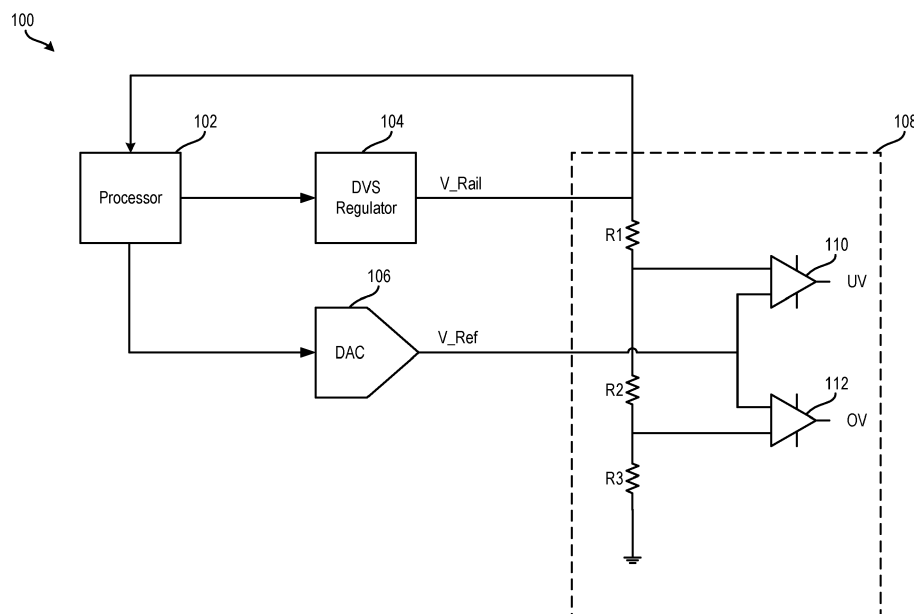 100
108
102
104
Processor
DVS
Regulator
V_Rail
R1
110
UV
106
DAC
V_Ref
R2
112
OV
R3